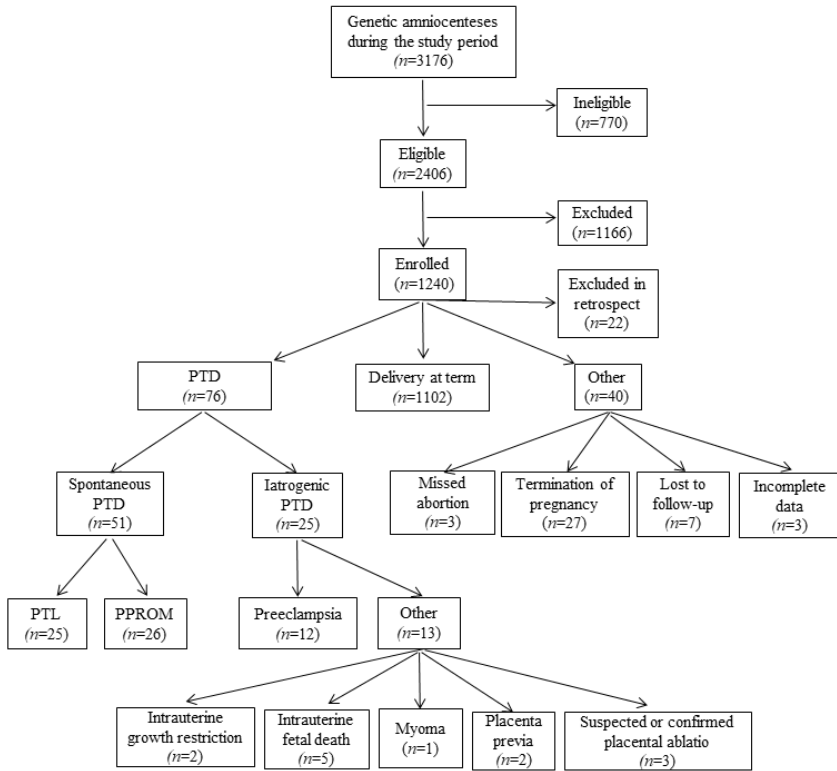 Genetic amniocenteses
during the study period
(n=3176)
Ineligible
(n=770)
Eligible
(n=2406)
Excluded
(n=1166)
Enrolled
(n=1240)
Excluded in
retrospect
(n=22)
PTD
(n=76)
Delivery at term
(n=1102)
Other
(n=40)
Spontaneous
PTD
(n=51)
Iatrogenic
PTD
(n=25)
Missed
abortion
(n=3)
Termination of
pregnancy
(n=27)
Lost to
follow-up
(n=7)
Incomplete
data
(n=3)
PTL
(n=25)
PPROM
(n=26)
Preeclampsia
(n=12)
Other
(n=13)
Intrauterine
growth restriction
(n=2)
Intrauterine
fetal death
(n=5)
Myoma
(n=1)
Placenta
previa
(n=2)
Suspected or confirmed
placental ablatio
(n=3)